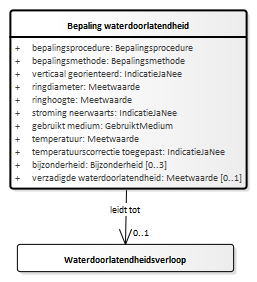 Bepaling waterdoorlatendheid
+ bepalingsprocedure: Bepalingsprocedure
+ bepalingsmethode: Bepalingsmethode
+ verticaal georienteerd: IndicatieJaNee
+ ringdiameter: Meetwaarde
+ ringhoogte: Meetwaarde
+ stroming neerwaarts: IndicatieJaNee
+ gebruikt medium: GebruiktMedium
+ temperatuur: Meetwaarde
+ temperatuurscorrectie toegepast: IndicatieJaNee
+ bijzonderheid: Bijzonderheid [0..3]
+ verzadigde waterdoorlatendheid: Meetwaarde [0..1]
leidt tot
0..1
Waterdoorlatendheidsverloop